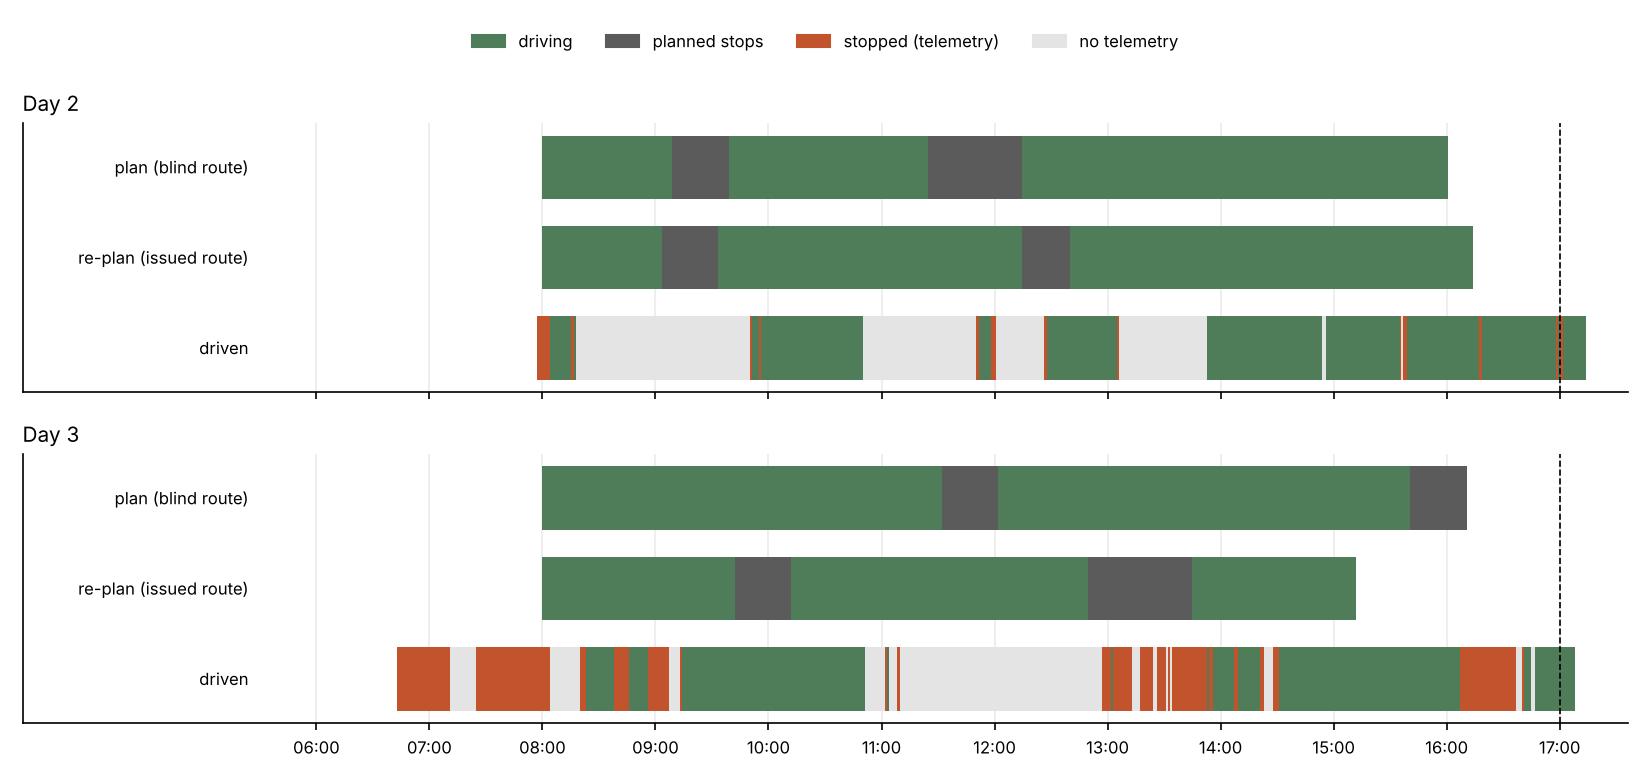 driving planned stops stopped (telemetry) no telemetry
Day 2
plan (blind route)
re-plan (issued route)
driven
Day 3
plan (blind route)
re-plan (issued route)
driven
06:00 07:00 08:00 09:00 10:00 11:00 12:00 13:00 14:00 15:00 16:00 17:00